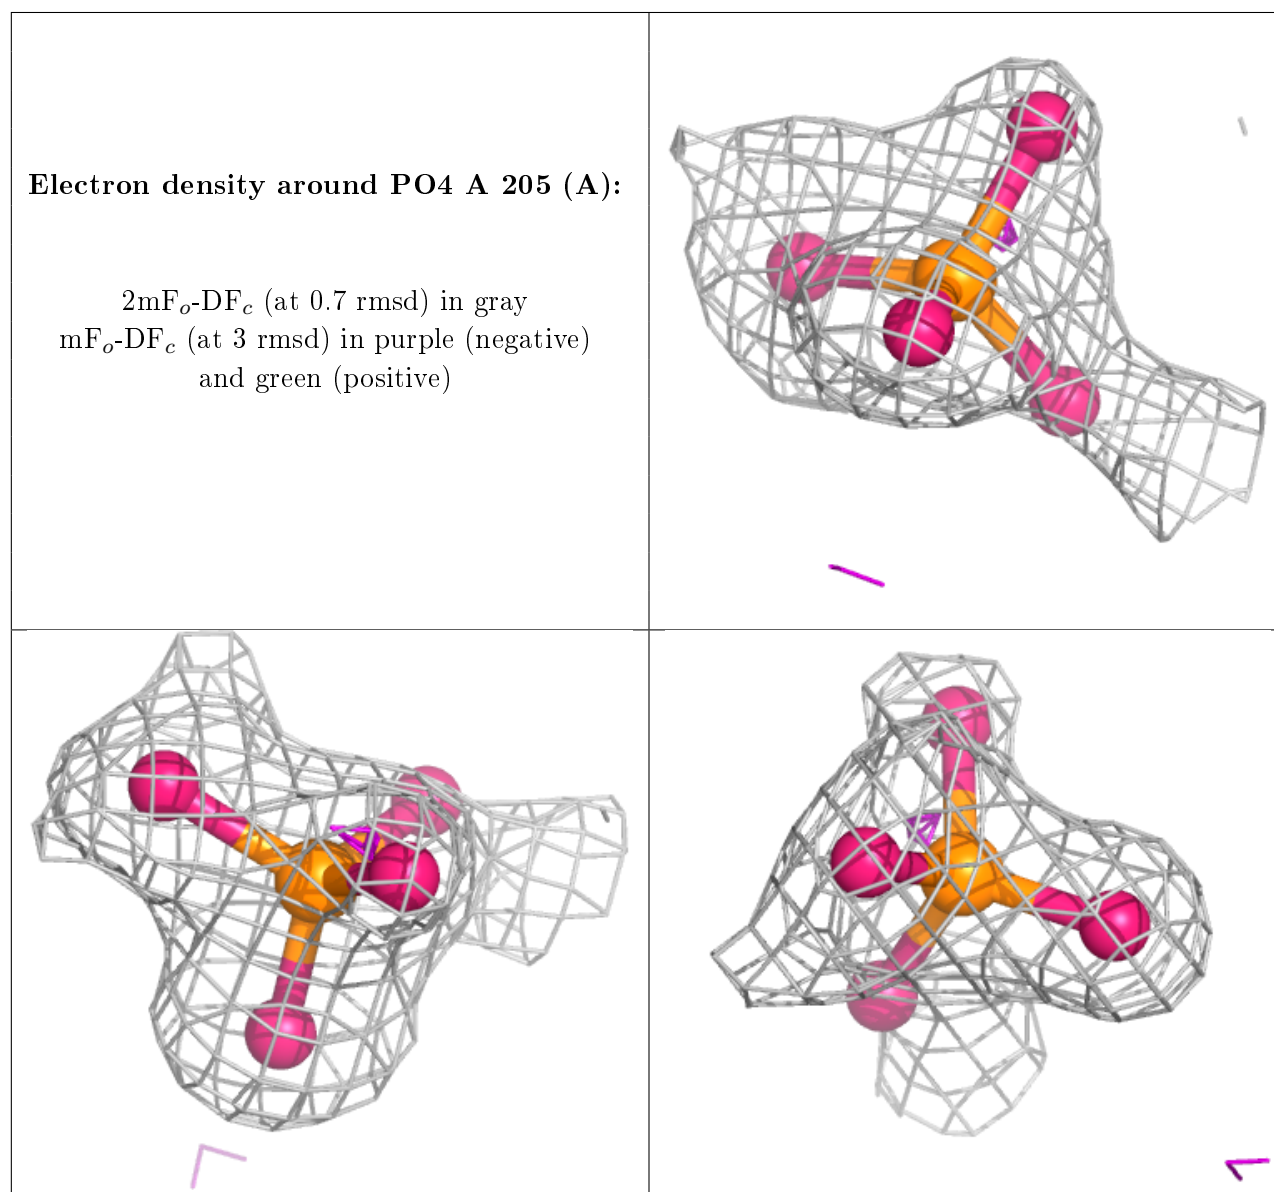 Electron density around PO4 A 205 (A):
2mFo-DFc (at 0.7 rmsd) in gray
mFo-DFc (at 3 rmsd) in purple (negative)
and green (positive)